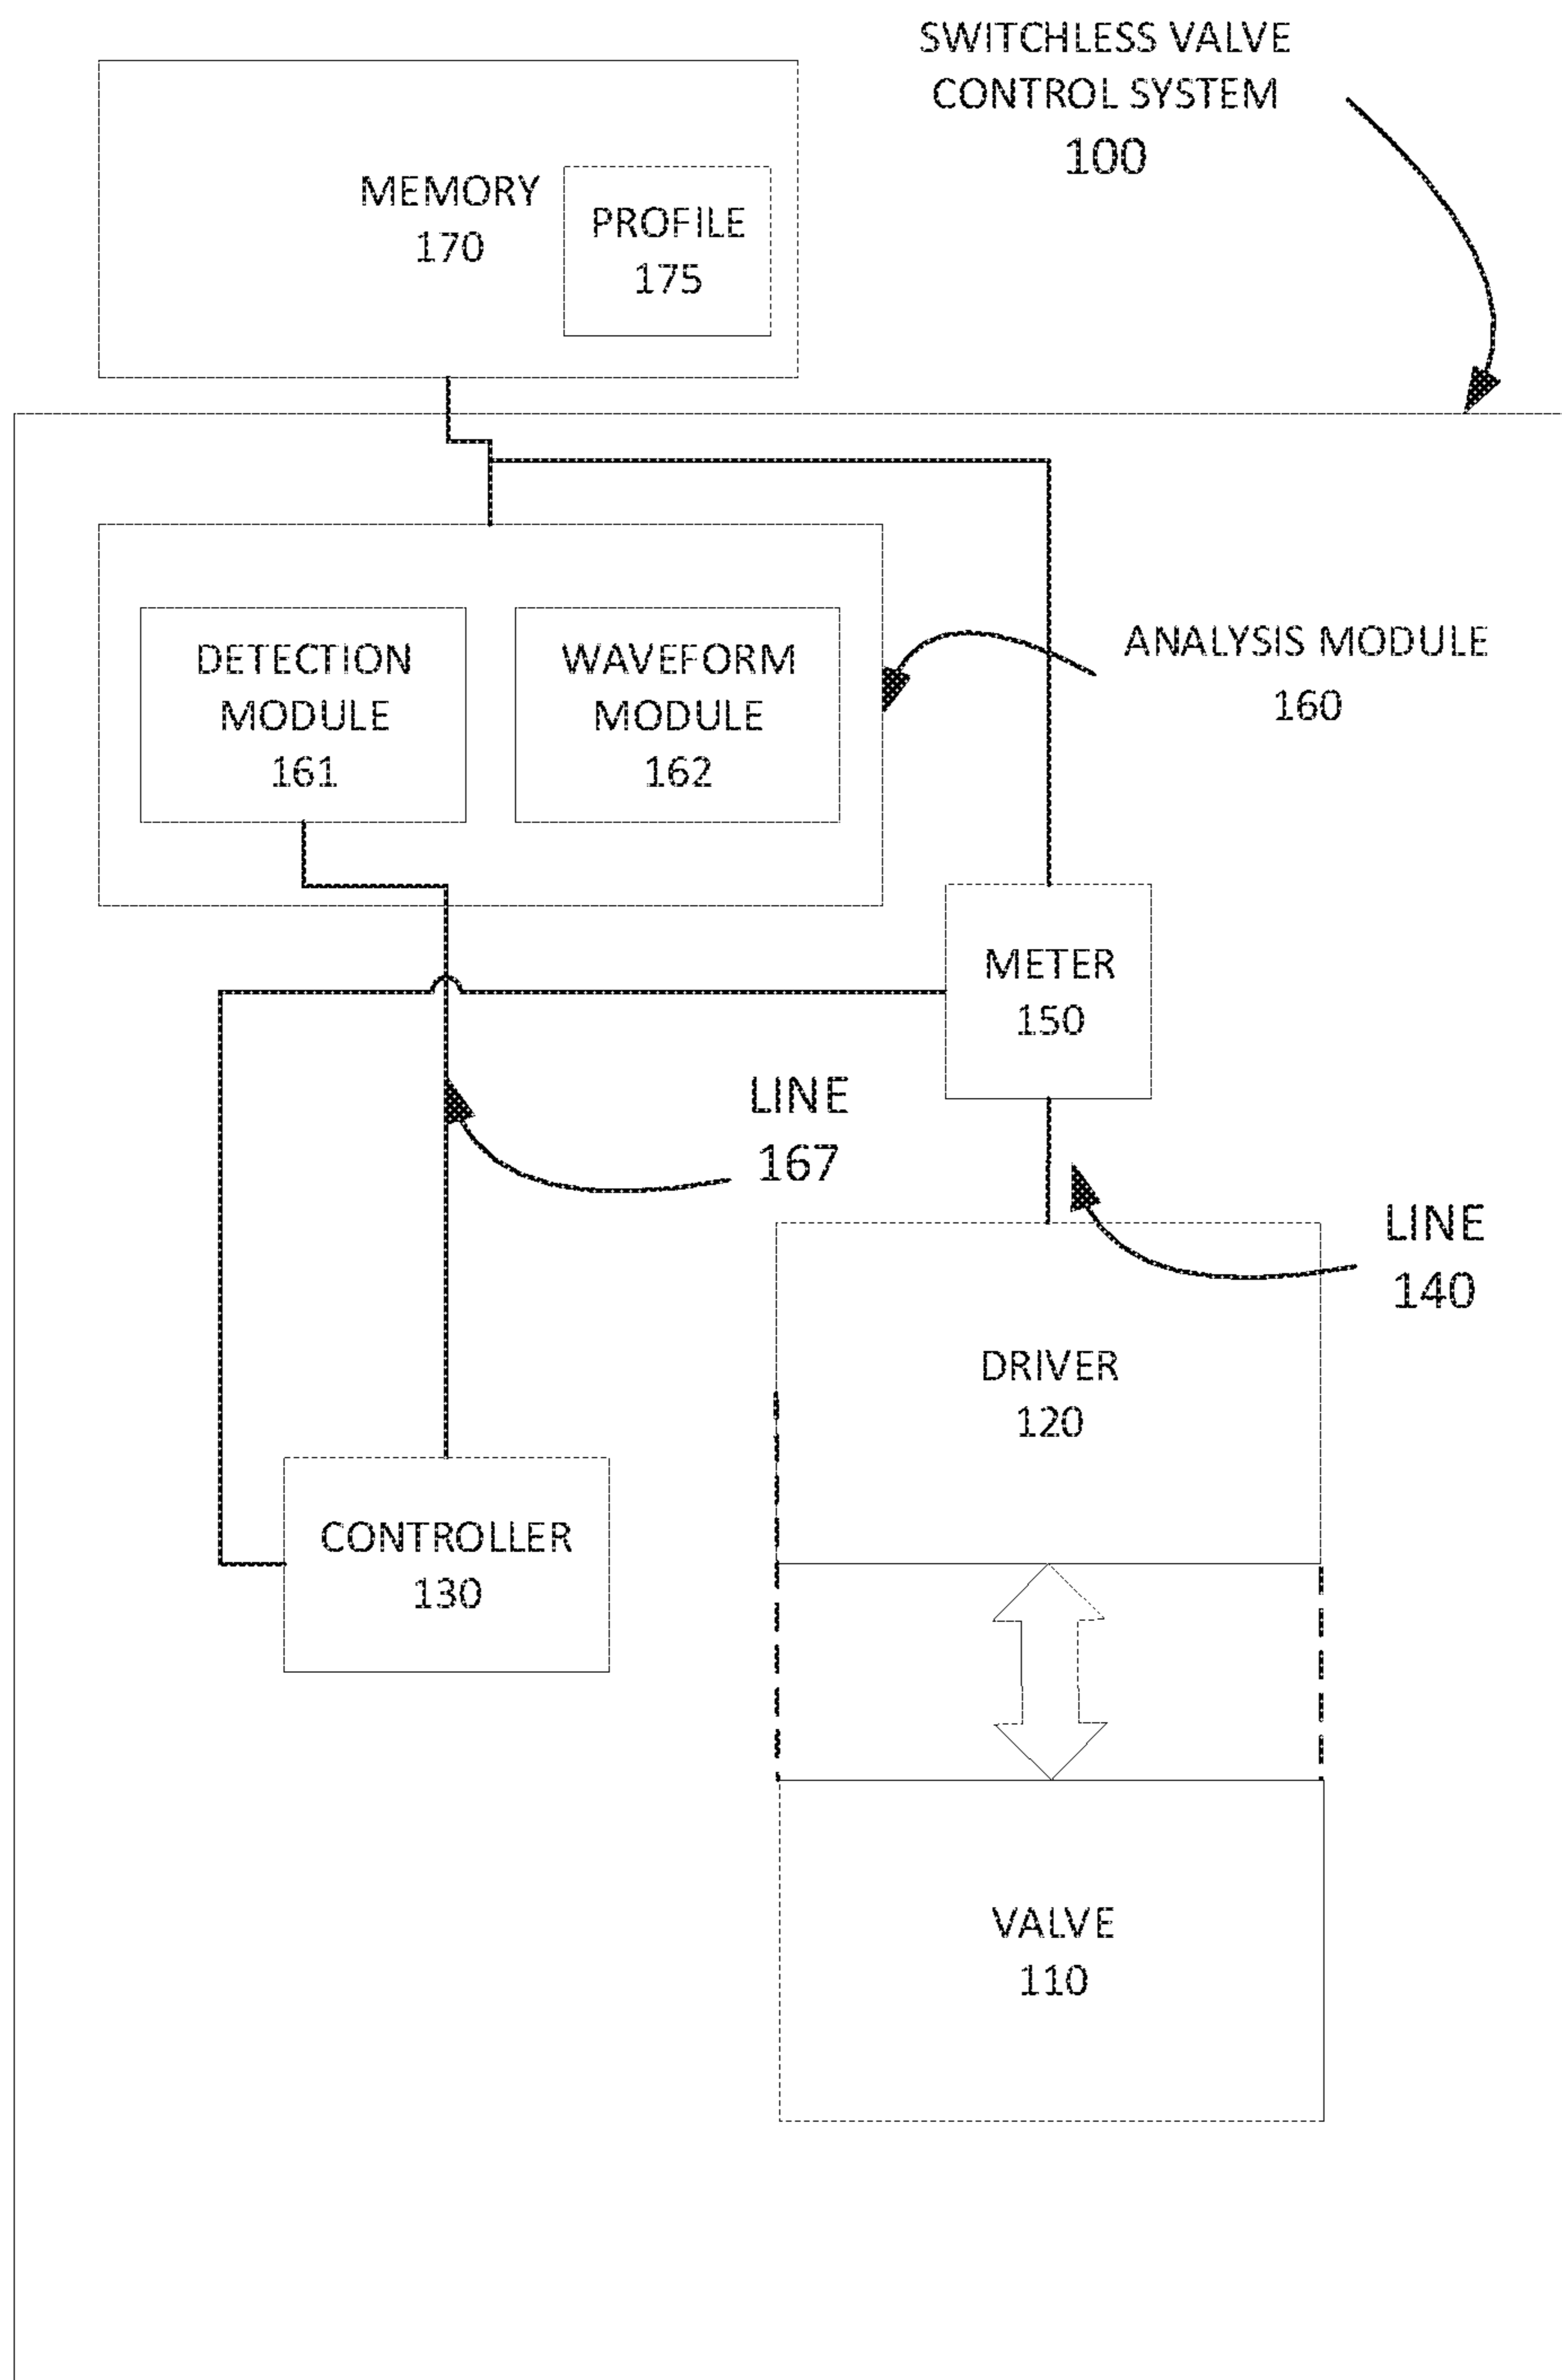 SWITCHLESS VALVE
CONTROL SYSTEM
100
MEMORY
170
PROFILE
175
DETECTION
MODULE
161
WAVEFORM
MODULE
162
ANALYSIS MODULE
160
METER
150
LINE
167
LINE
140
DRIVER
120
CONTROLLER
130
VALVE
110